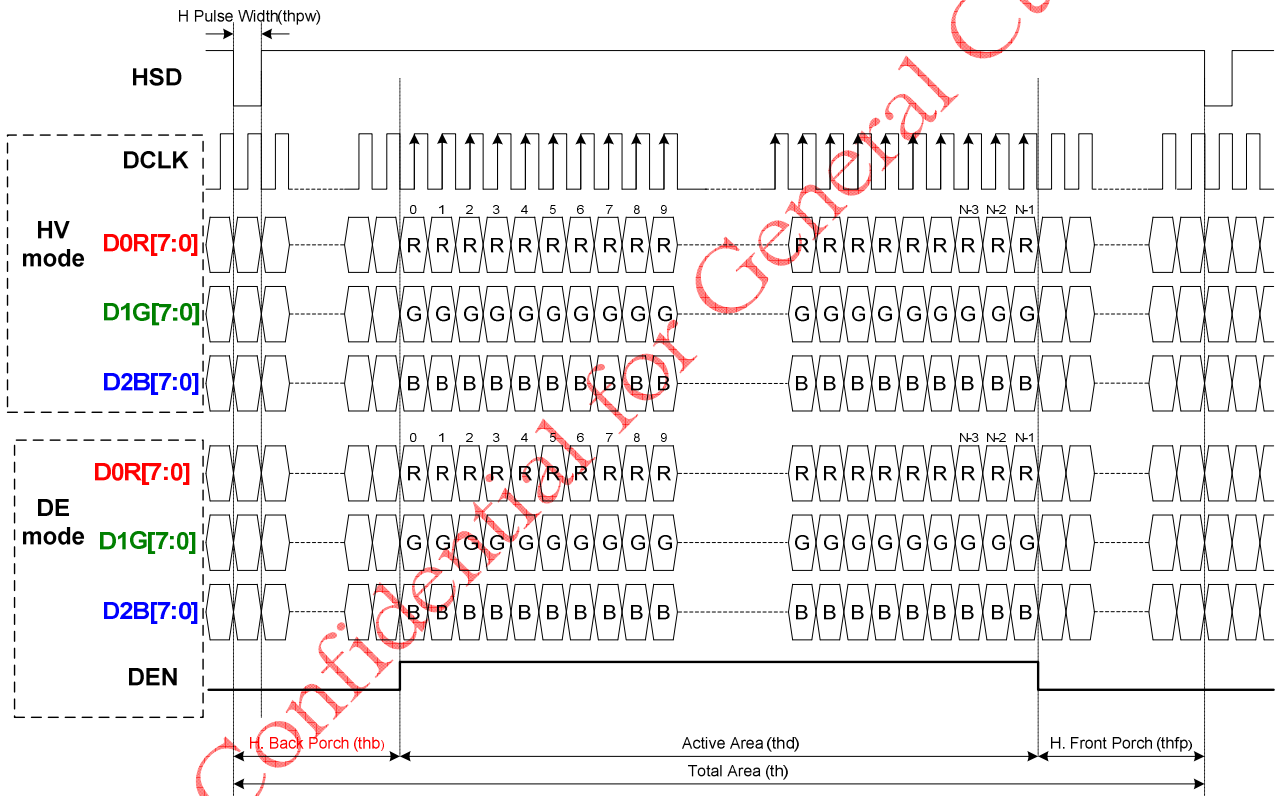 H Pulse Width(thpw)
HSD
DCLK
HV mode
0 1 2 3 4 5 6 7 8 9 N-3 N-2 N-1
D0R[7:0] R R R R R R R R R R R R R R R R R R R
D1G[7:0] G G G G G G G G G G G G G G G G G G G
D2B[7:0] B B B B B B B B B B B B B B B B B B B
DE mode
0 1 2 3 4 5 6 7 8 9 N-3 N-2 N-1
D0R[7:0] R R R R R R R R R R R R R R R R R R R
D1G[7:0] G G G G G G G G G G G G G G G G G G G
D2B[7:0] B B B B B B B B B B B B B B B B B B B
DEN
H. Back Porch (thb) Active Area (thd) H. Front Porch (thfp)
Total Area (th)
Confidential for General